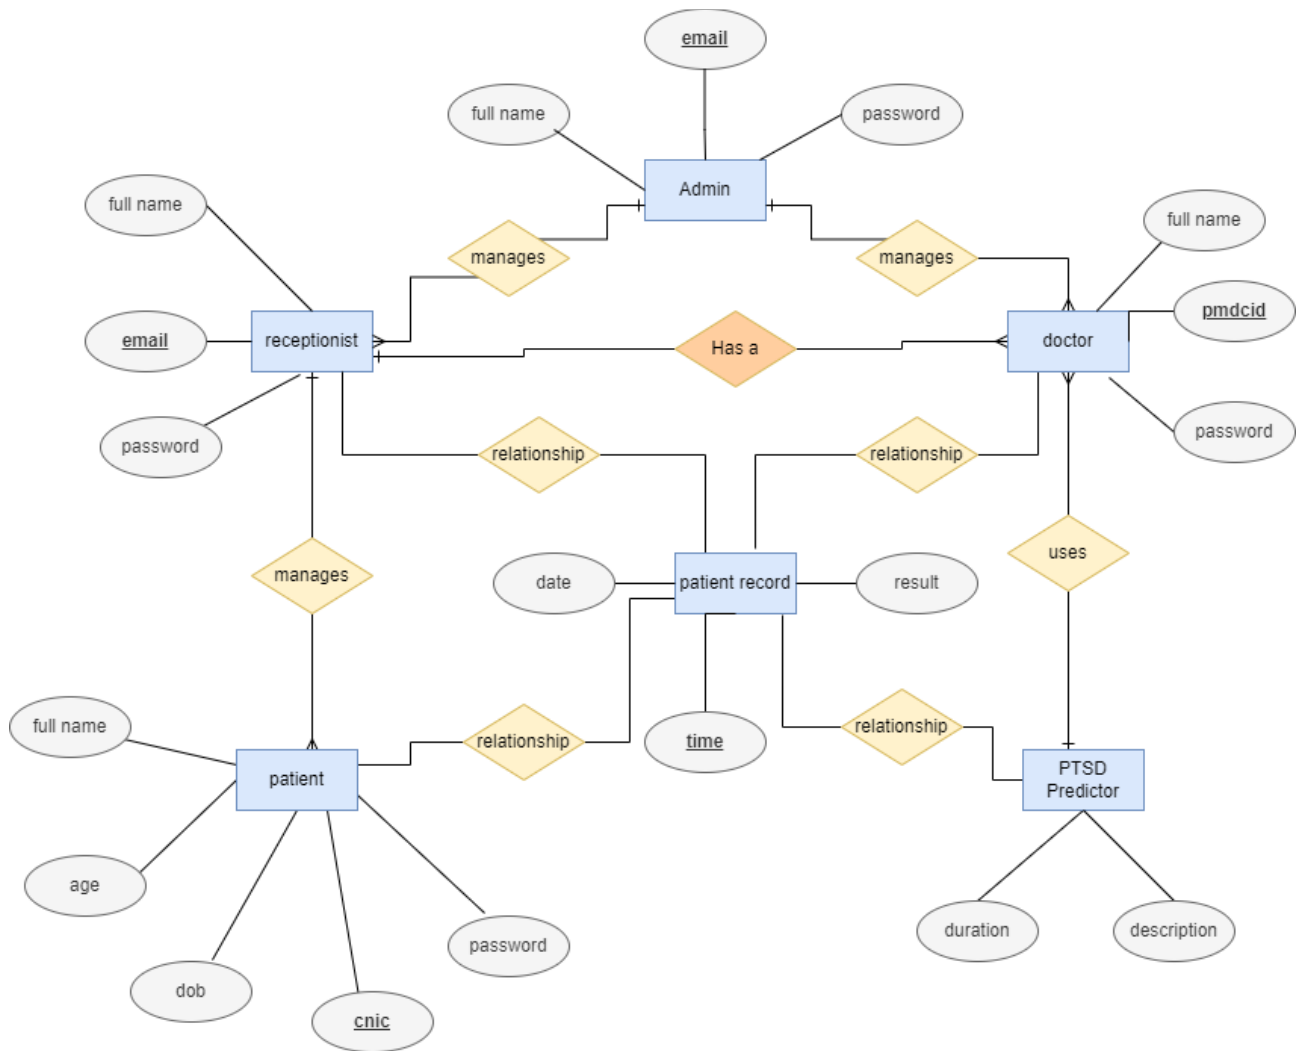 email
full name
password
Admin
full name
full name
manages
manages
pmdcid
email
receptionist
Has a
doctor
password
password
relationship
relationship
uses
manages
date
patient record
result
full name
relationship
relationship
time
patient
PTSD
Predictor
age
duration
description
password
dob
cnic